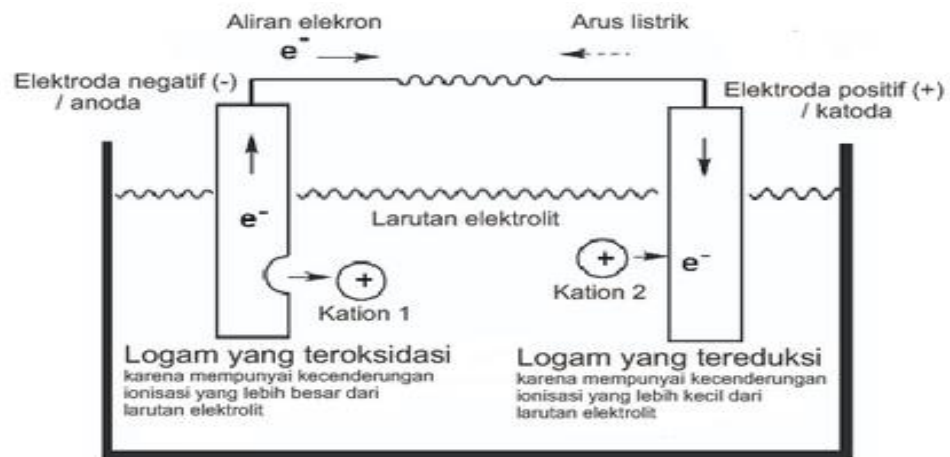 Aliran elekron
e⁻
Arus listrik
Elektroda negatif (-)
/ anoda
Elektroda positif (+)
/ katoda
e⁻
Larutan elektrolit
+
Kation 1
+
Kation 2
e⁻
Logam yang teroksidasi
karena mempunyai kecenderungan
ionisasi yang lebih besar dari
larutan elektrolit
Logam yang tereduksi
karena mempunyai kecenderungan
ionisasi yang lebih kecil dari
larutan elektrolit